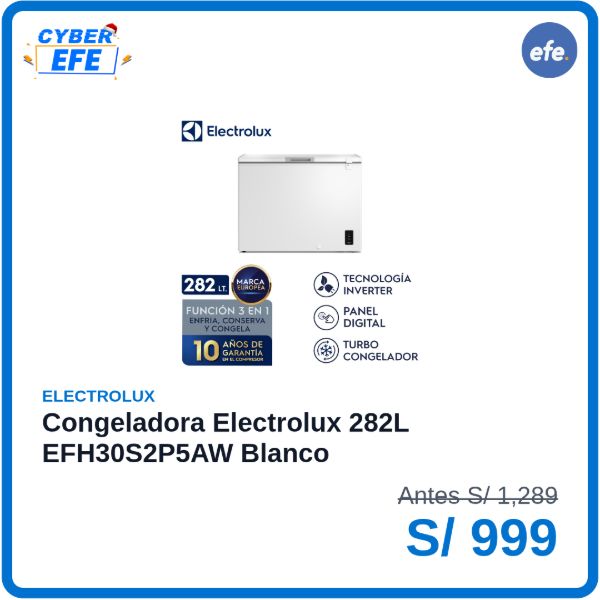 CYBER
EFE
efe.
Electrolux
282 LT.
MARCA
EUROPEA
FUNCIÓN 3 EN 1
ENFRIA, CONSERVA
Y CONGELA
10 AÑOS DE
GARANTÍA
EN EL COMPRESOR
TECNOLOGÍA
INVERTER
PANEL
DIGITAL
TURBO
CONGELADOR
ELECTROLUX
Congeladora Electrolux 282L
EFH30S2P5AW Blanco
Antes S/ 1,289
S/ 999